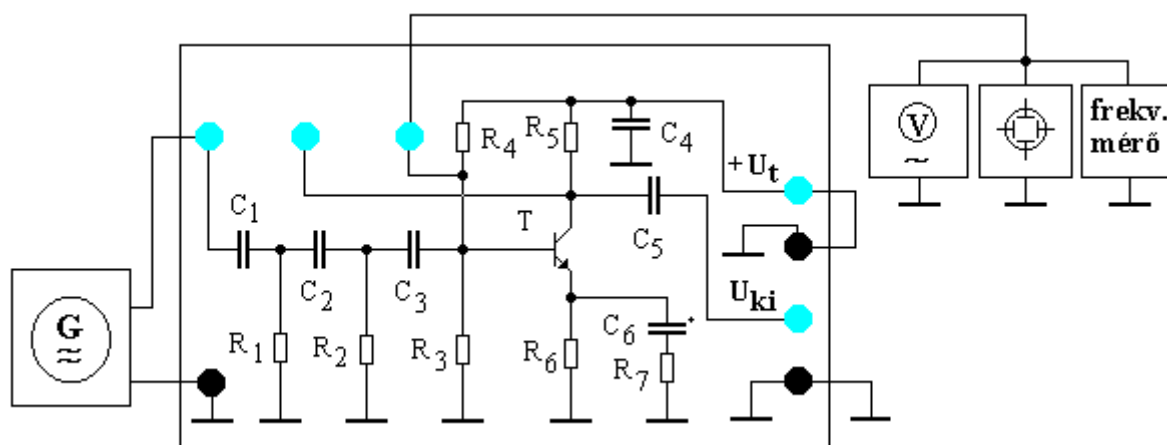 R4
R5
C4
V
~
frekv.
mérő
+Ut
C1
T
C5
C2
C3
Uki
G
≈
R1
R2
R3
R6
C6
R7